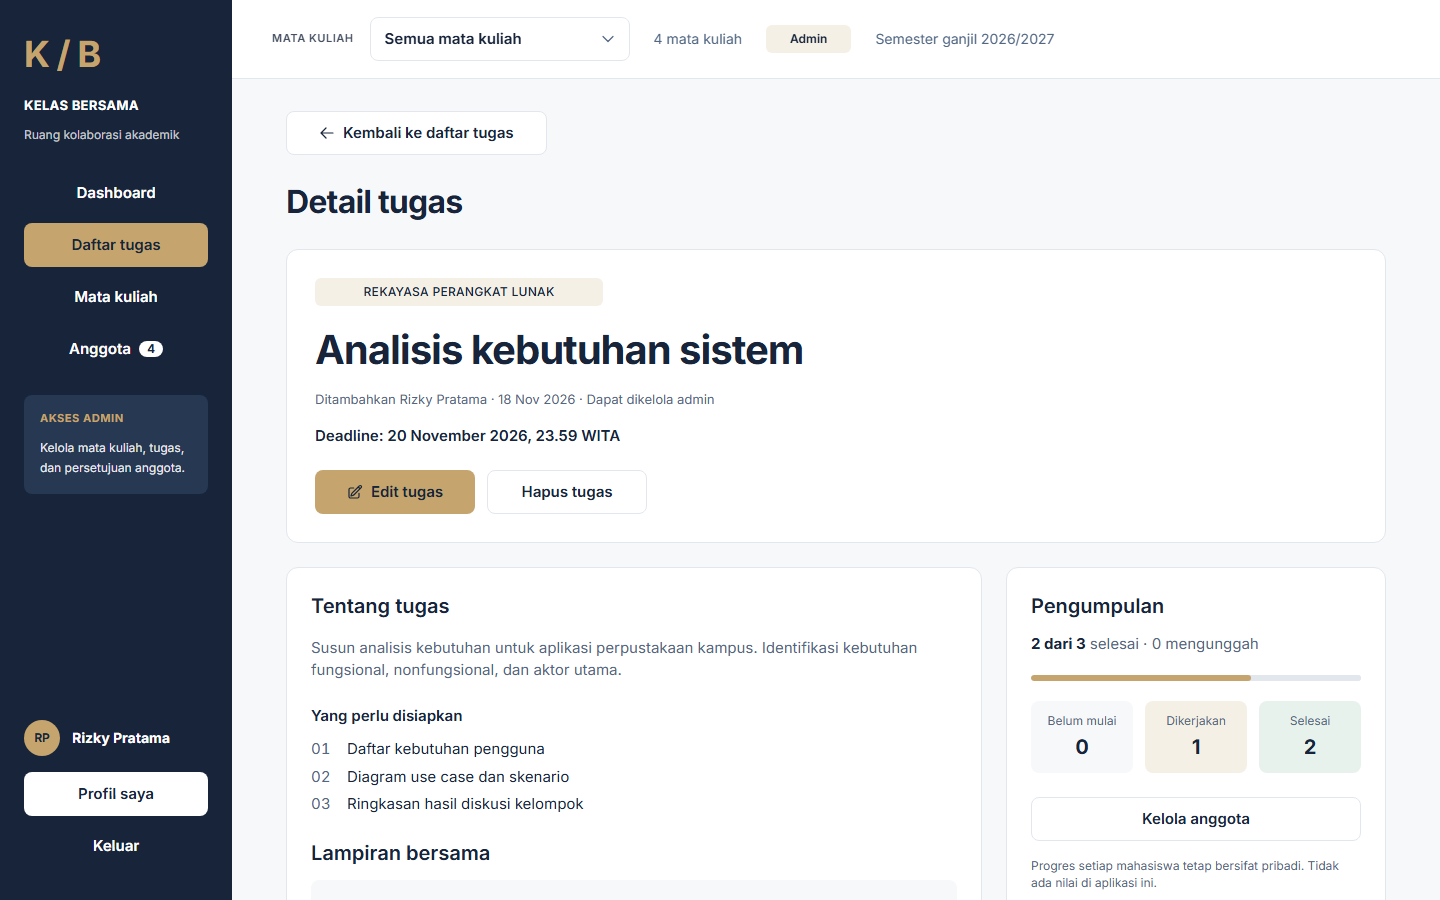 K / B
KELAS BERSAMA
Ruang kolaborasi akademik
Dashboard
Daftar tugas
Mata kuliah
Anggota 4
AKSES ADMIN
Kelola mata kuliah, tugas,
dan persetujuan anggota.
RP Rizky Pratama
Profil saya
Keluar
MATA KULIAH Semua mata kuliah 4 mata kuliah Admin Semester ganjil 2026/2027
← Kembali ke daftar tugas
Detail tugas
REKAYASA PERANGKAT LUNAK
Analisis kebutuhan sistem
Ditambahkan Rizky Pratama · 18 Nov 2026 · Dapat dikelola admin
Deadline: 20 November 2026, 23.59 WITA
Edit tugas Hapus tugas
Tentang tugas
Susun analisis kebutuhan untuk aplikasi perpustakaan kampus. Identifikasi kebutuhan
fungsional, nonfungsional, dan aktor utama.
Yang perlu disiapkan
01 Daftar kebutuhan pengguna
02 Diagram use case dan skenario
03 Ringkasan hasil diskusi kelompok
Lampiran bersama
Pengumpulan
2 dari 3 selesai · 0 mengunggah
Belum mulai Dikerjakan Selesai
0 1 2
Kelola anggota
Progres setiap mahasiswa tetap bersifat pribadi. Tidak
ada nilai di aplikasi ini.